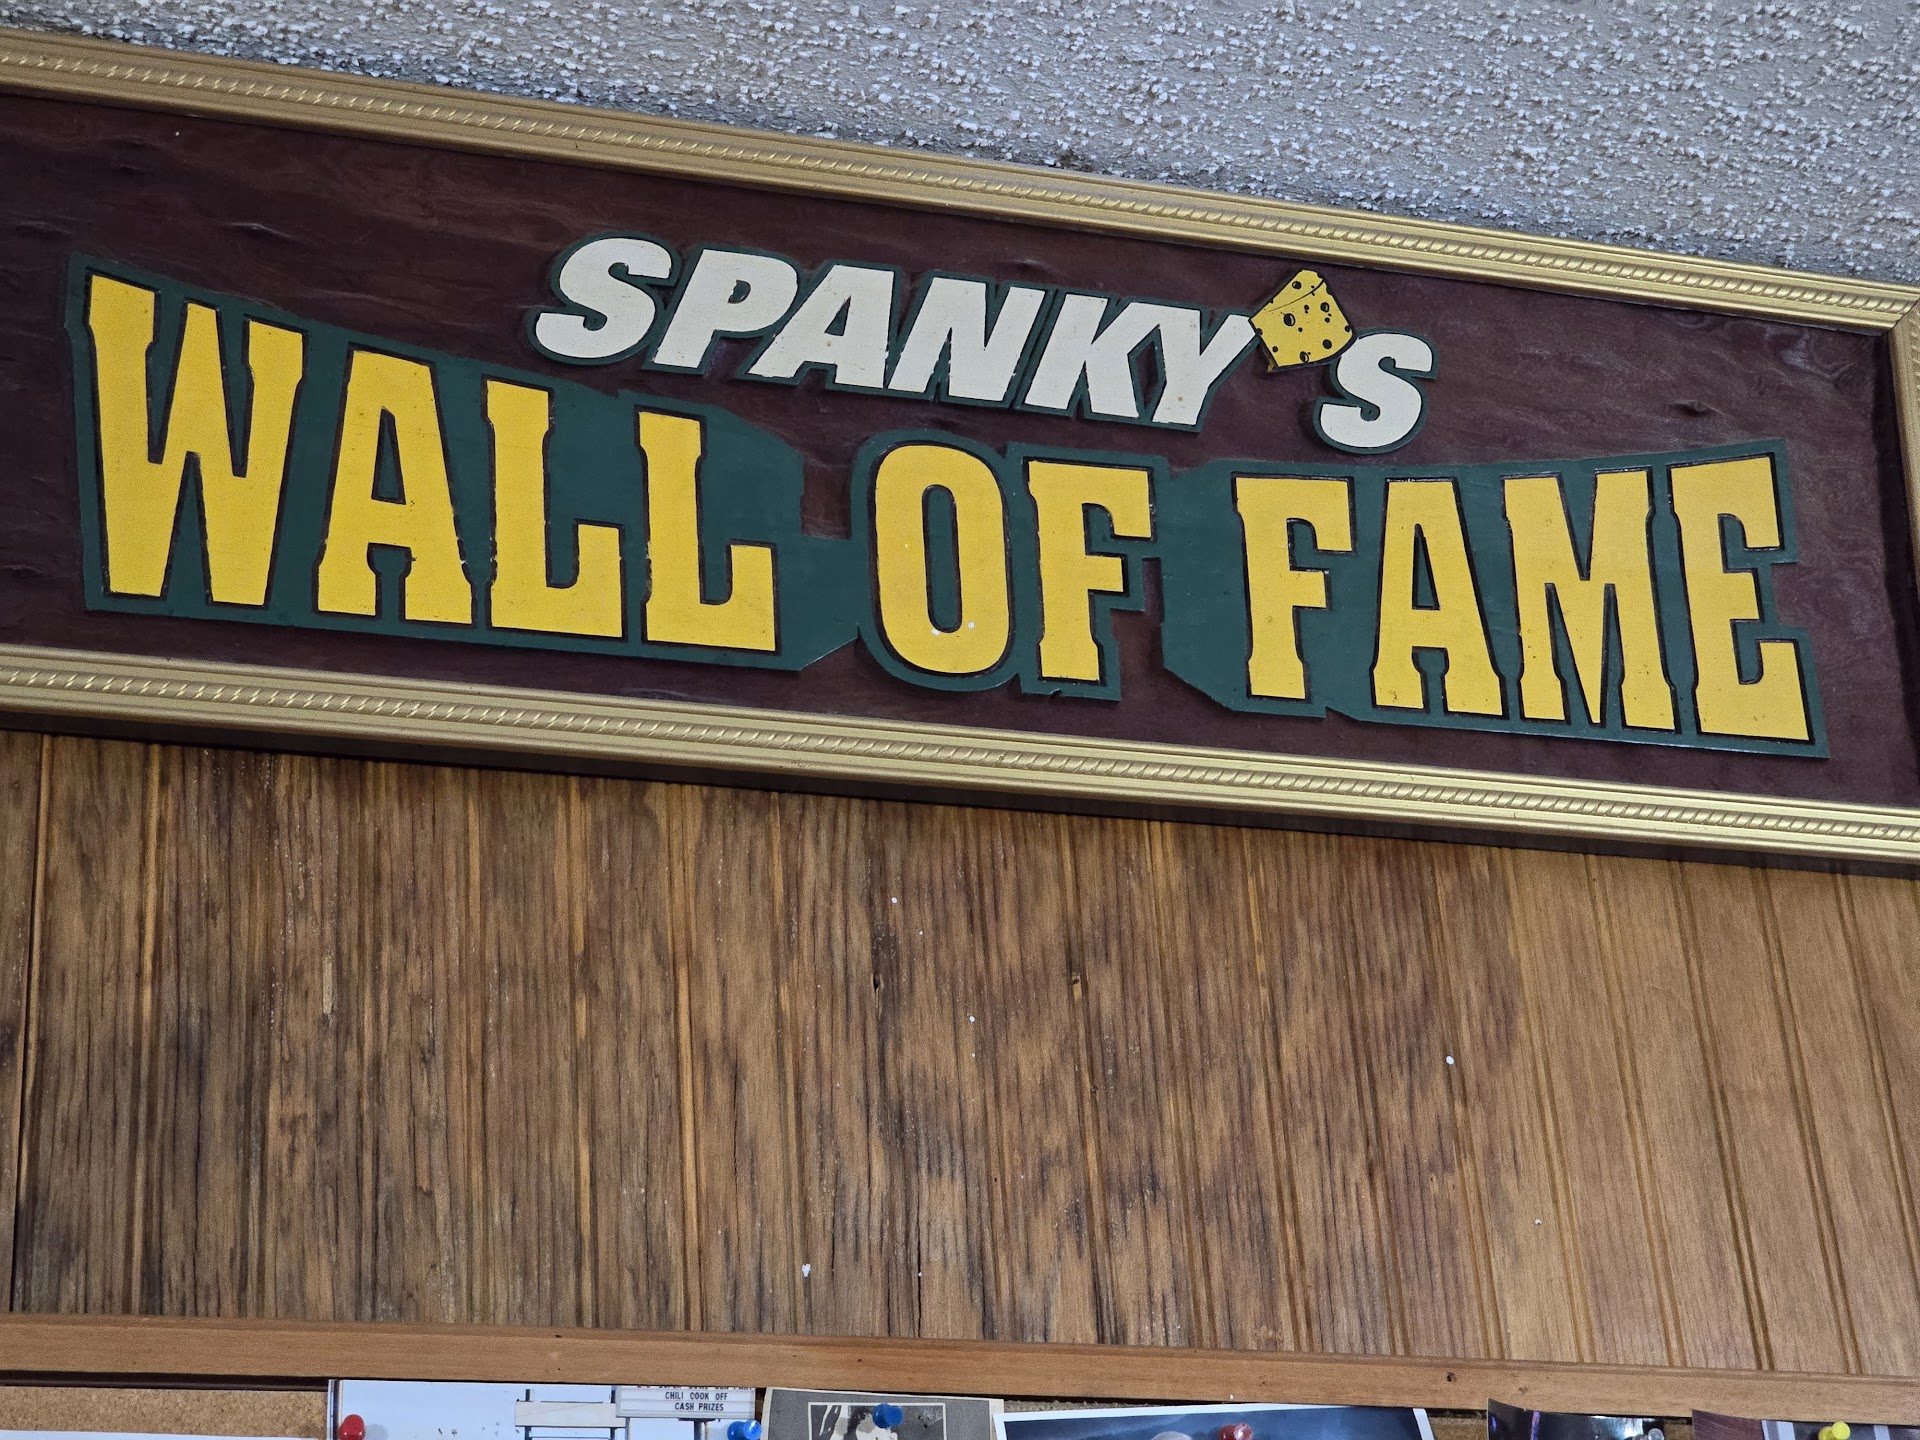 SPANKY'S
WALL OF FAME
CHILI COOK OFF
CASH PRIZES